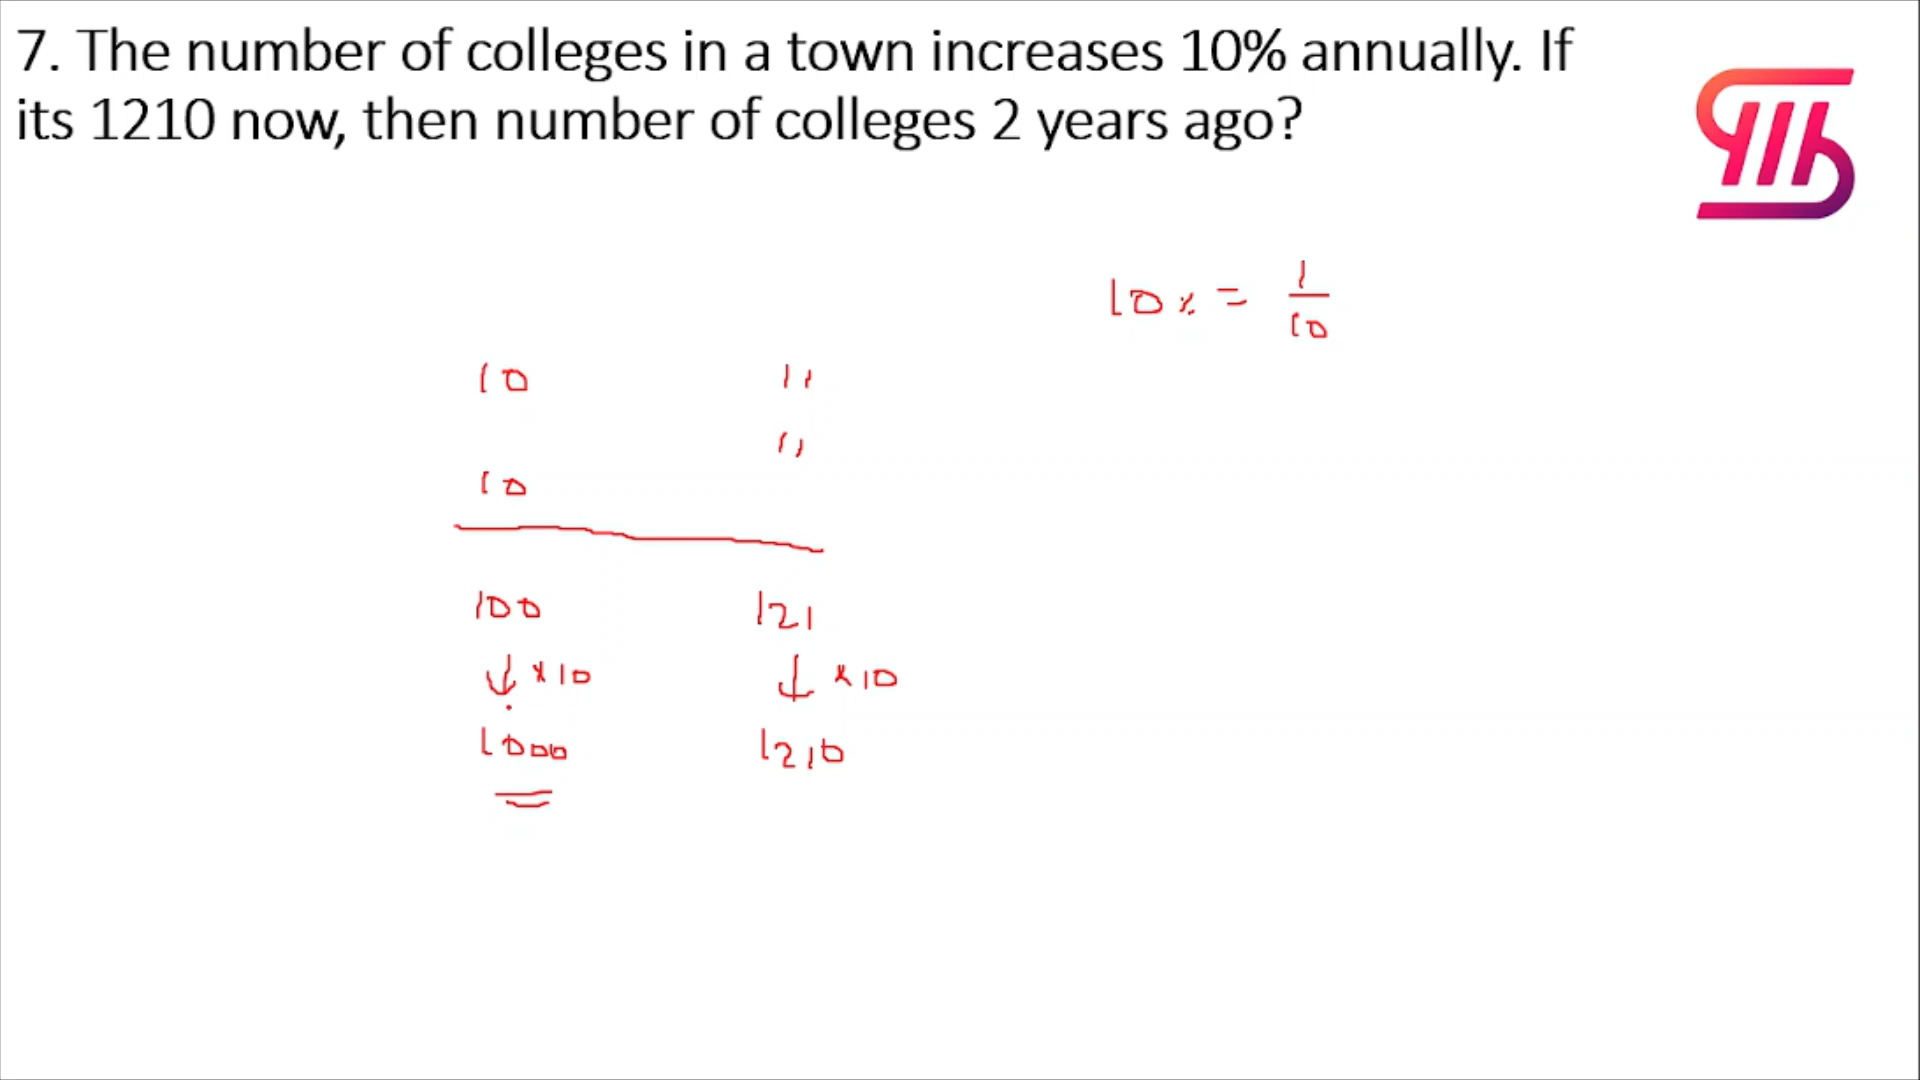 7. The number of colleges in a town increases 10% annually. If
its 1210 now, then number of colleges 2 years ago?
10% = 1/10
10 11
11
10
100 121
↓ × 10 ↓ × 10
1000 1210